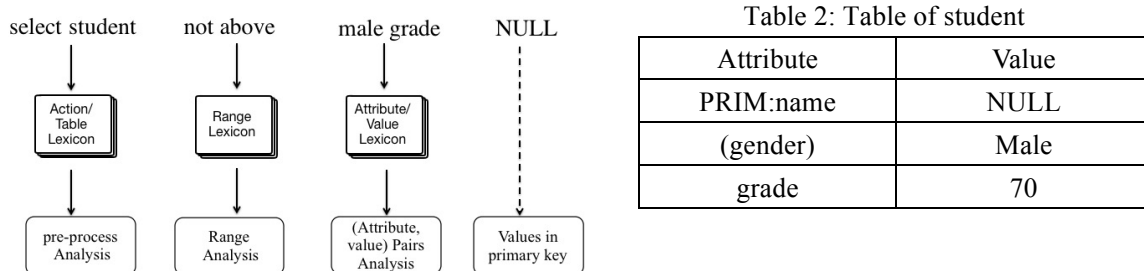 select student
not above
male grade
NULL
Action/
Table
Lexicon
Range
Lexicon
Attribute/
Value
Lexicon
pre-process
Analysis
Range
Analysis
(Attribute,
value) Pairs
Analysis
Values in
primary key
Table 2: Table of student
Attribute Value
PRIM:name NULL
(gender) Male
grade 70